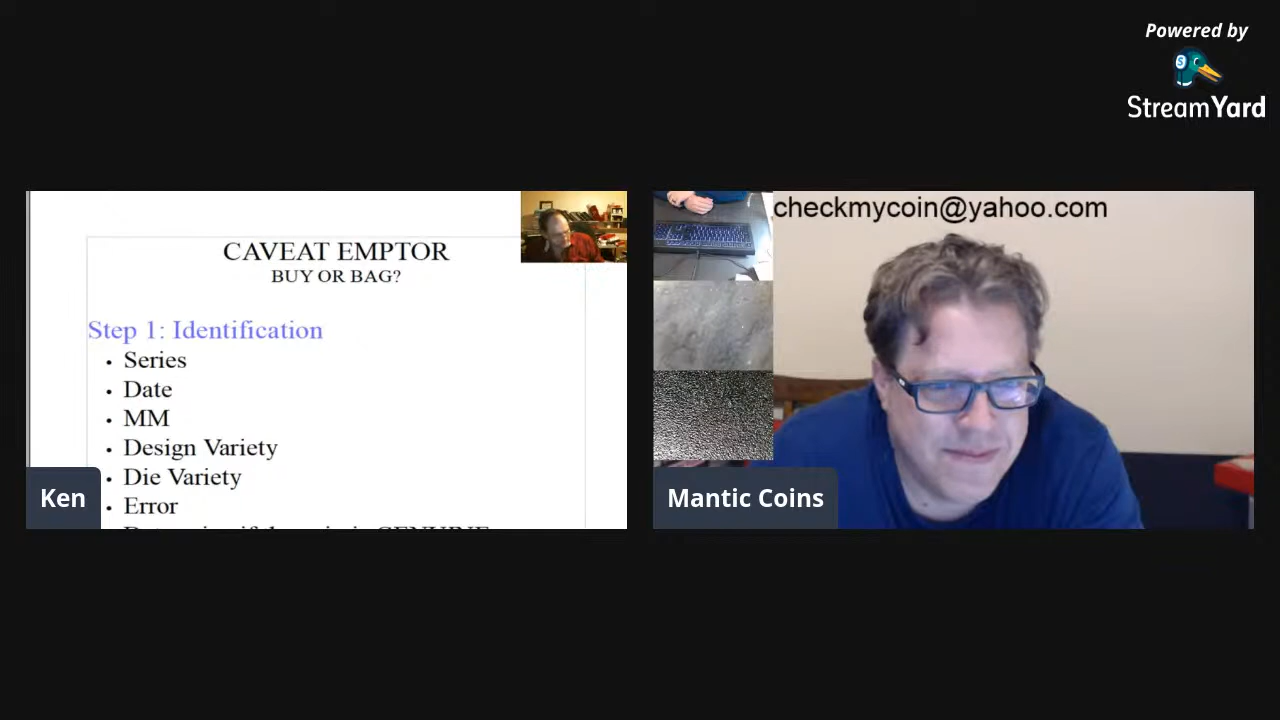 Powered by
StreamYard
CAVEAT EMPTOR
BUY OR BAG?
Step 1: Identification
• Series
• Date
• MM
• Design Variety
• Die Variety
• Error
Ken
checkmycoin@yahoo.com
Mantic Coins